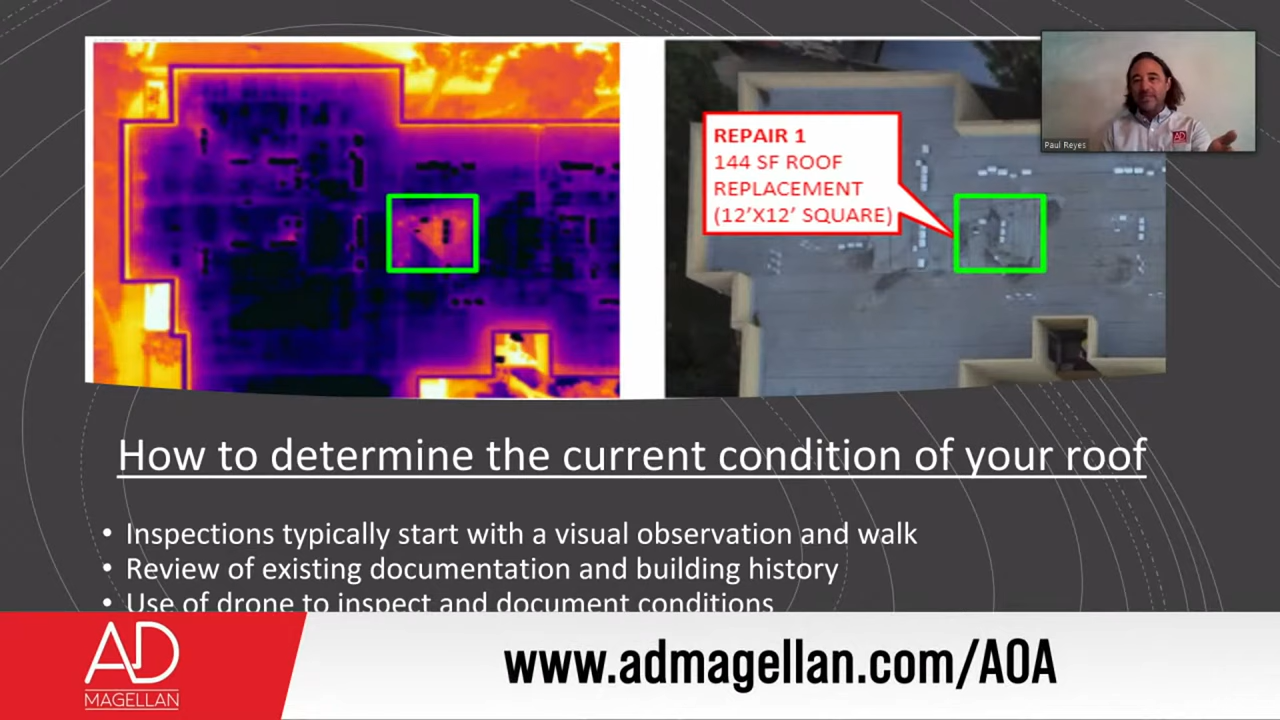 REPAIR 1
144 SF ROOF
REPLACEMENT
(12'X12' SQUARE)
AD
Paul Reyes
How to determine the current condition of your roof
• Inspections typically start with a visual observation and walk
• Review of existing documentation and building history
• Use of drone to inspect and document conditions
AD
MAGELLAN
www.admagellan.com/AOA